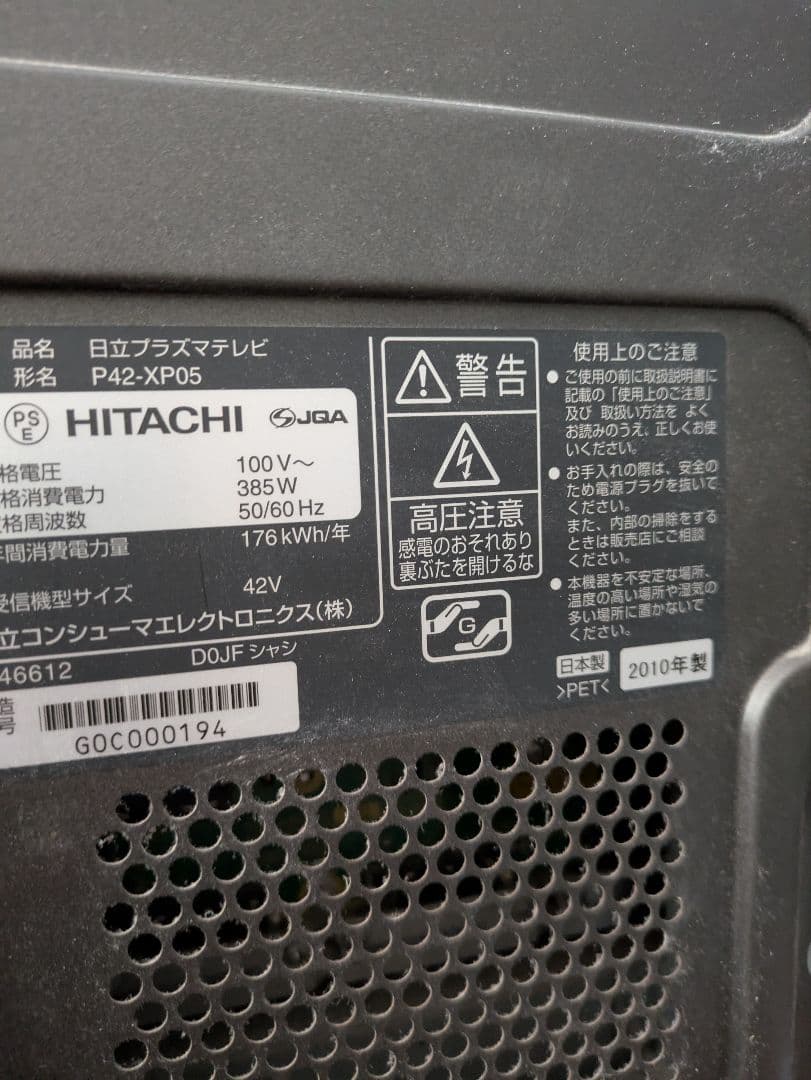 品名 日立プラズマテレビ
形名 P42-XP05
PS
E
HITACHI
JQA
格電圧 100V～
格消費電力 385W
格周波数 50/60Hz
年間消費電力量 176kWh/年
受信機型サイズ 42V
立コンシューマエレクトロニクス(株)
46612 D0JFシャシ
造
号
G0C000194
警告
高圧注意
感電のおそれあり
裏ぶたを開けるな
G
使用上のご注意
●ご使用の前に取扱説明書に
記載の「使用上のご注意」
及び 取扱い方法を よく
お読みのうえ、正しくお使
いください。
●お手入れの際は、安全の
ため電源プラグを抜いて
ください。
また、内部の掃除をする
ときは販売店にご相談
ください。
●本機器を不安定な場所、
温度の高い場所や湿気の
多い場所に置かないで
ください。
日本製
>PET<
2010年製